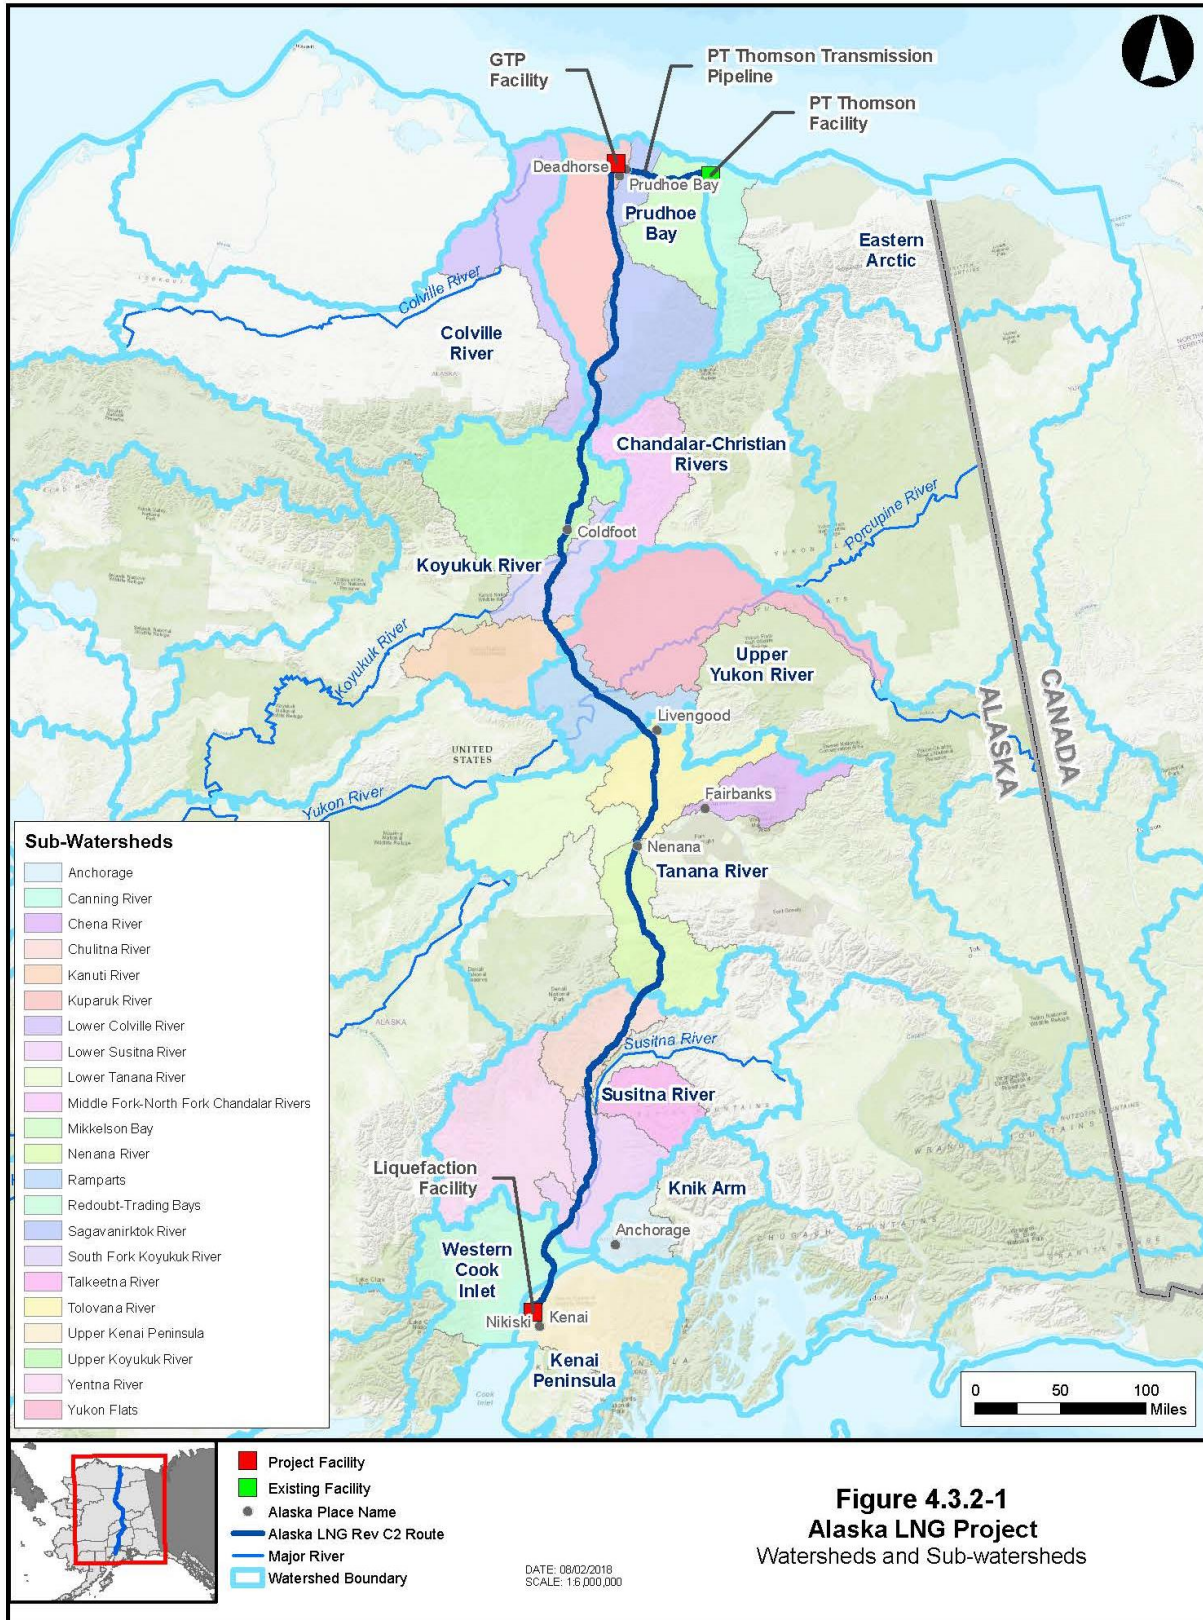 GTP
Facility
PT Thomson Transmission
Pipeline
PT Thomson
Facility
Deadhorse
Prudhoe Bay
Prudhoe
Bay
Eastern
Arctic
Colville River
Colville
River
Chandalar-Christian
Rivers
Porcupine River
Coldfoot
Koyukuk River
Koyukuk River
Upper
Yukon River
CANADA
ALASKA
Livengood
UNITED
STATES
Yukon River
Fairbanks
Nenana
Tanana River
ALASKA
Susitna River
Susitna River
Liquefaction
Facility
Knik Arm
Anchorage
Western
Cook
Inlet
Nikiski
Kenai
Kenai
Peninsula
Cook
Inlet
Sub-Watersheds
Anchorage
Canning River
Chena River
Chulitna River
Kanuti River
Kuparuk River
Lower Colville River
Lower Susitna River
Lower Tanana River
Middle Fork-North Fork Chandalar Rivers
Mikkelson Bay
Nenana River
Ramparts
Redoubt-Trading Bays
Sagavanirktok River
South Fork Koyukuk River
Talkeetna River
Tolovana River
Upper Kenai Peninsula
Upper Koyukuk River
Yentna River
Yukon Flats
0 50 100
Miles
Project Facility
Existing Facility
Alaska Place Name
Alaska LNG Rev C2 Route
Major River
Watershed Boundary
DATE: 08/02/2018
SCALE: 1:6,000,000
Figure 4.3.2-1
Alaska LNG Project
Watersheds and Sub-watersheds